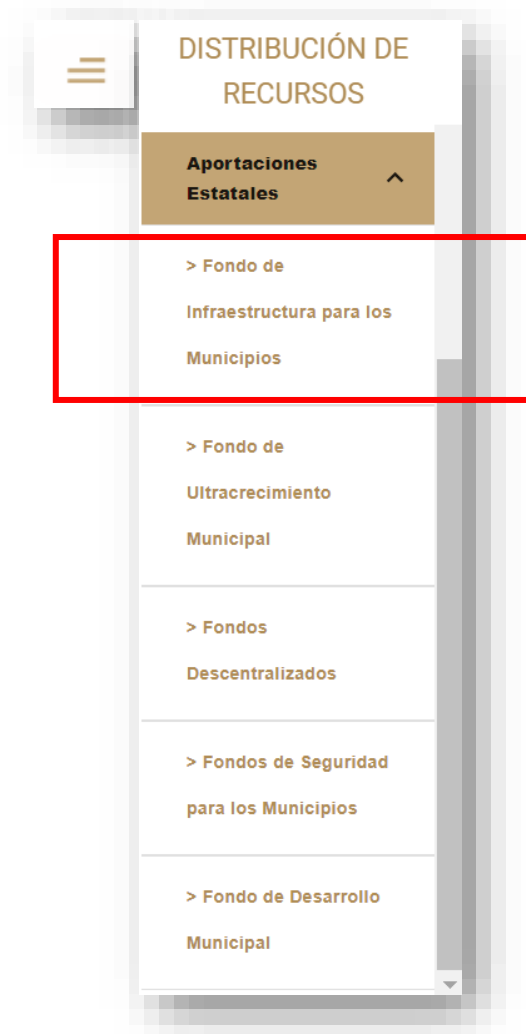 DISTRIBUCIÓN DE
RECURSOS
Aportaciones
Estatales
> Fondo de
Infraestructura para los
Municipios
> Fondo de
Ultracrecimiento
Municipal
> Fondos
Descentralizados
> Fondos de Seguridad
para los Municipios
> Fondo de Desarrollo
Municipal